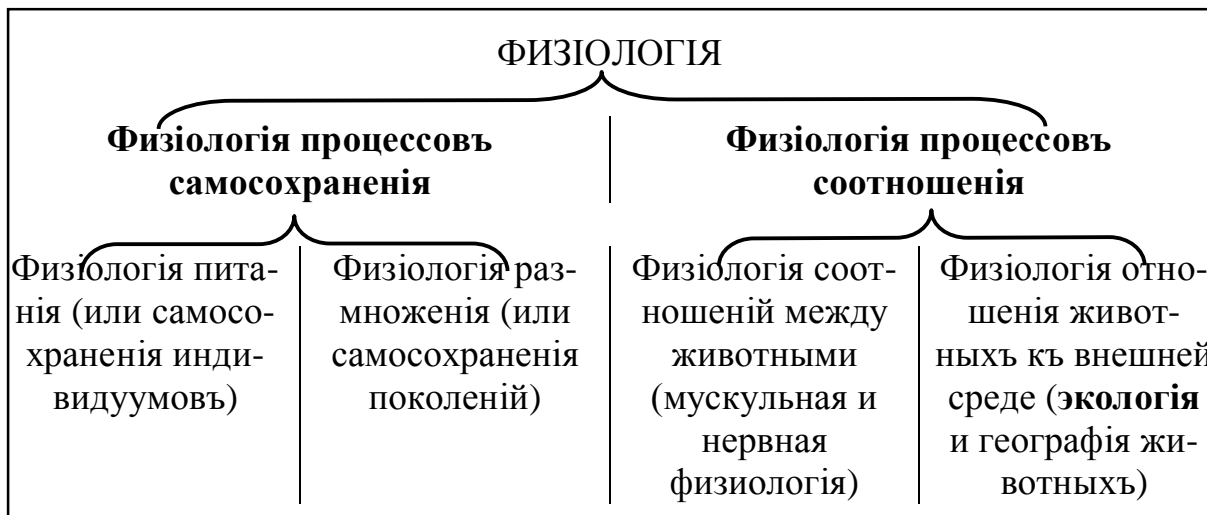 ФИЗІОЛОГІЯ
Физіологія процессовъ
самосохраненія
Физіологія процессовъ
соотношенія
Физіологія пита-
нія (или самосо-
храненія инди-
видуумовъ)
Физіологія раз-
множенія (или
самосохраненія
поколеній)
Физіологія соот-
ношеній между
животными
(мускульная и
нервная
физиологія)
Физіологія отно-
шенія живот-
ныхъ къ внешней
среде (экологія
и географія жи-
вотныхъ)